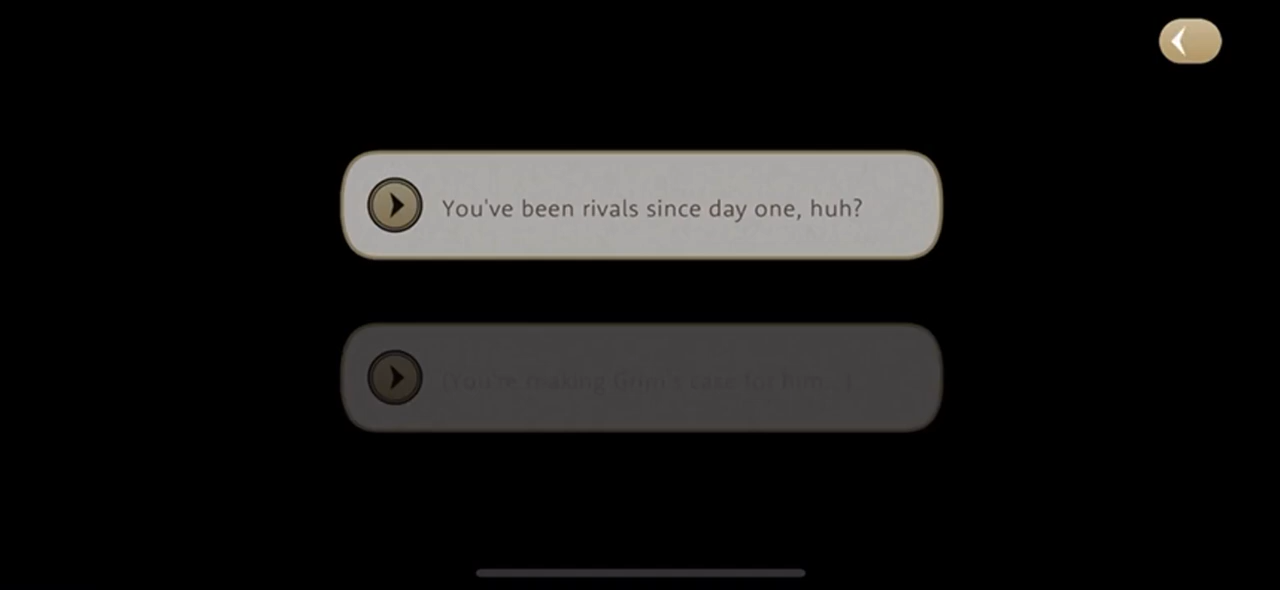 You've been rivals since day one, huh?
(You're making Grim's case for him...)